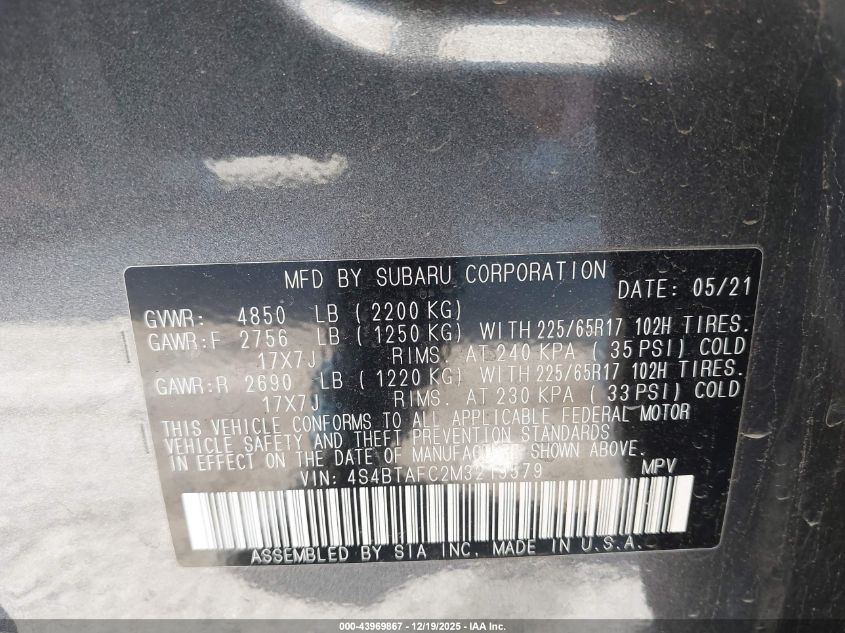 MFD BY SUBARU CORPORATION
DATE: 05/21
GVWR: 4850 LB ( 2200 KG)
GAWR:F 2756 LB ( 1250 KG) WITH 225/65R17 102H TIRES.
17X7J RIMS. AT 240 KPA ( 35 PSI) COLD
GAWR:R 2690 LB ( 1220 KG) WITH 225/65R17 102H TIRES.
17X7J RIMS. AT 230 KPA ( 33 PSI) COLD
THIS VEHICLE CONFORMS TO ALL APPLICABLE FEDERAL MOTOR
VEHICLE SAFETY AND THEFT PREVENTION STANDARDS
IN EFFECT ON THE DATE OF MANUFACTURE SHOWN ABOVE.
VIN: 4S4BTAFC2M3219579 MPV
ASSEMBLED BY SIA INC. MADE IN U.S.A.
000-43969867 - 12/19/2025 - IAA Inc.